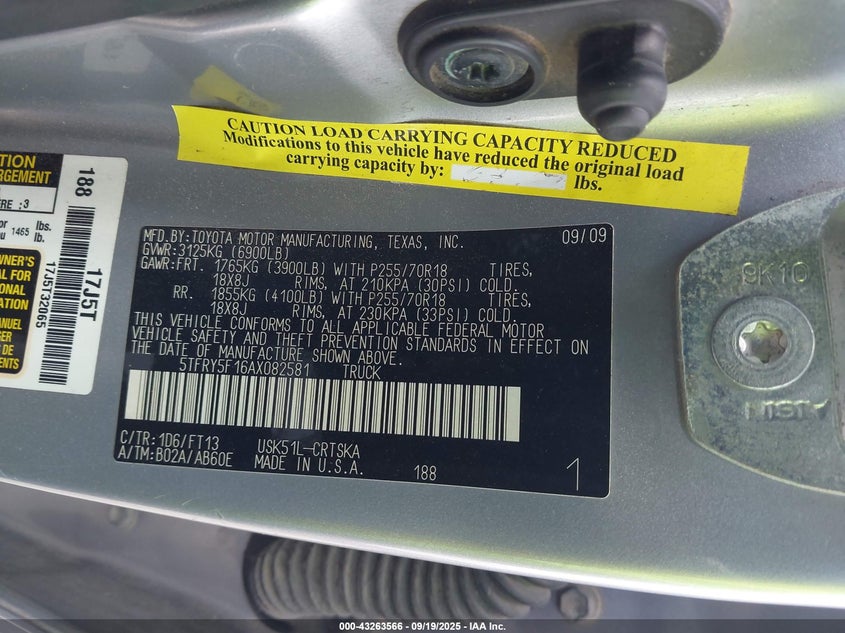 CAUTION LOAD CARRYING CAPACITY REDUCED
Modifications to this vehicle have reduced the original load
carrying capacity by: lbs.
188
17J5T
17J5T32065
:3
1465 lbs.
lb.
MFD.BY:TOYOTA MOTOR MANUFACTURING, TEXAS, INC. 09/09
GVWR:3125KG (6900LB)
GAWR:FRT. 1765KG (3900LB) WITH P255/70R18 TIRES,
18X8J RIMS, AT 210KPA (30PSI) COLD.
RR. 1855KG (4100LB) WITH P255/70R18 TIRES,
18X8J RIMS, AT 230KPA (33PSI) COLD.
THIS VEHICLE CONFORMS TO ALL APPLICABLE FEDERAL MOTOR
VEHICLE SAFETY AND THEFT PREVENTION STANDARDS IN EFFECT ON
THE DATE OF MANUFACTURE SHOWN ABOVE.
5TFRY5F16AX082581 TRUCK
C/TR:1D6/FT13 USK51L-CRTSKA
A/TM:B02A/AB60E MADE IN U.S.A. 188 1
9K10
AISIN
000-43263566 - 09/19/2025 - IAA Inc.